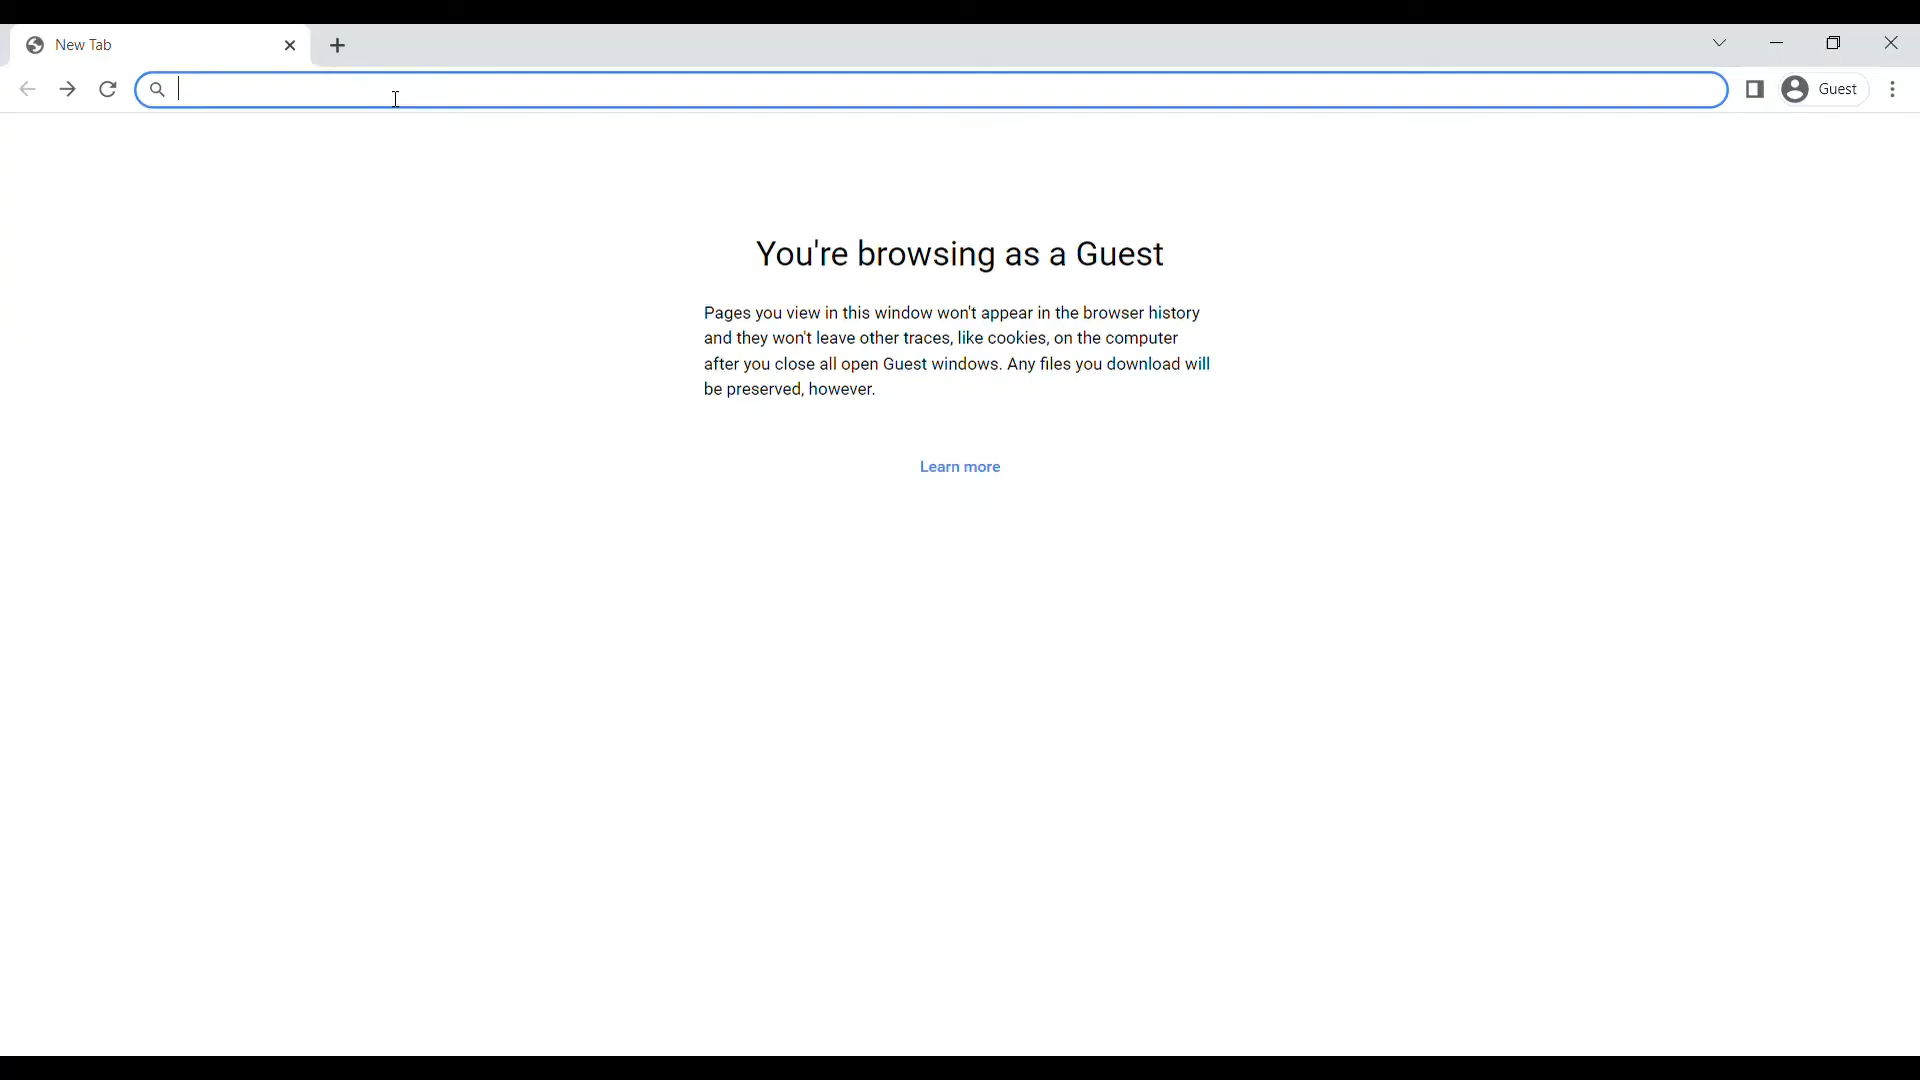 New Tab
Guest
You're browsing as a Guest
Pages you view in this window won't appear in the browser history
and they won't leave other traces, like cookies, on the computer
after you close all open Guest windows. Any files you download will
be preserved, however.
Learn more